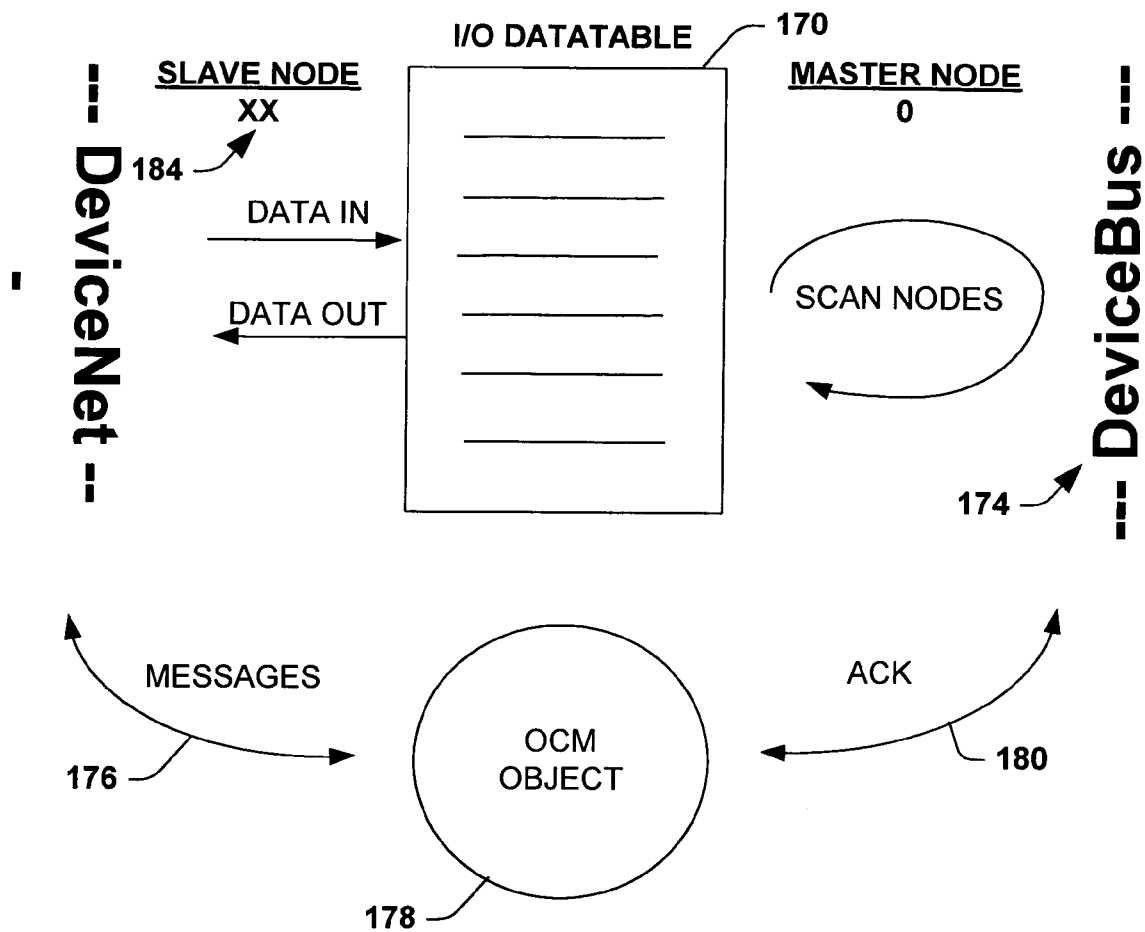 I/O DATATABLE
170
SLAVE NODE
XX
MASTER NODE
0
184
--- DeviceNet --
-
DATA IN
DATA OUT
SCAN NODES
--- DeviceBus ---
174
MESSAGES
176
OCM
OBJECT
178
ACK
180